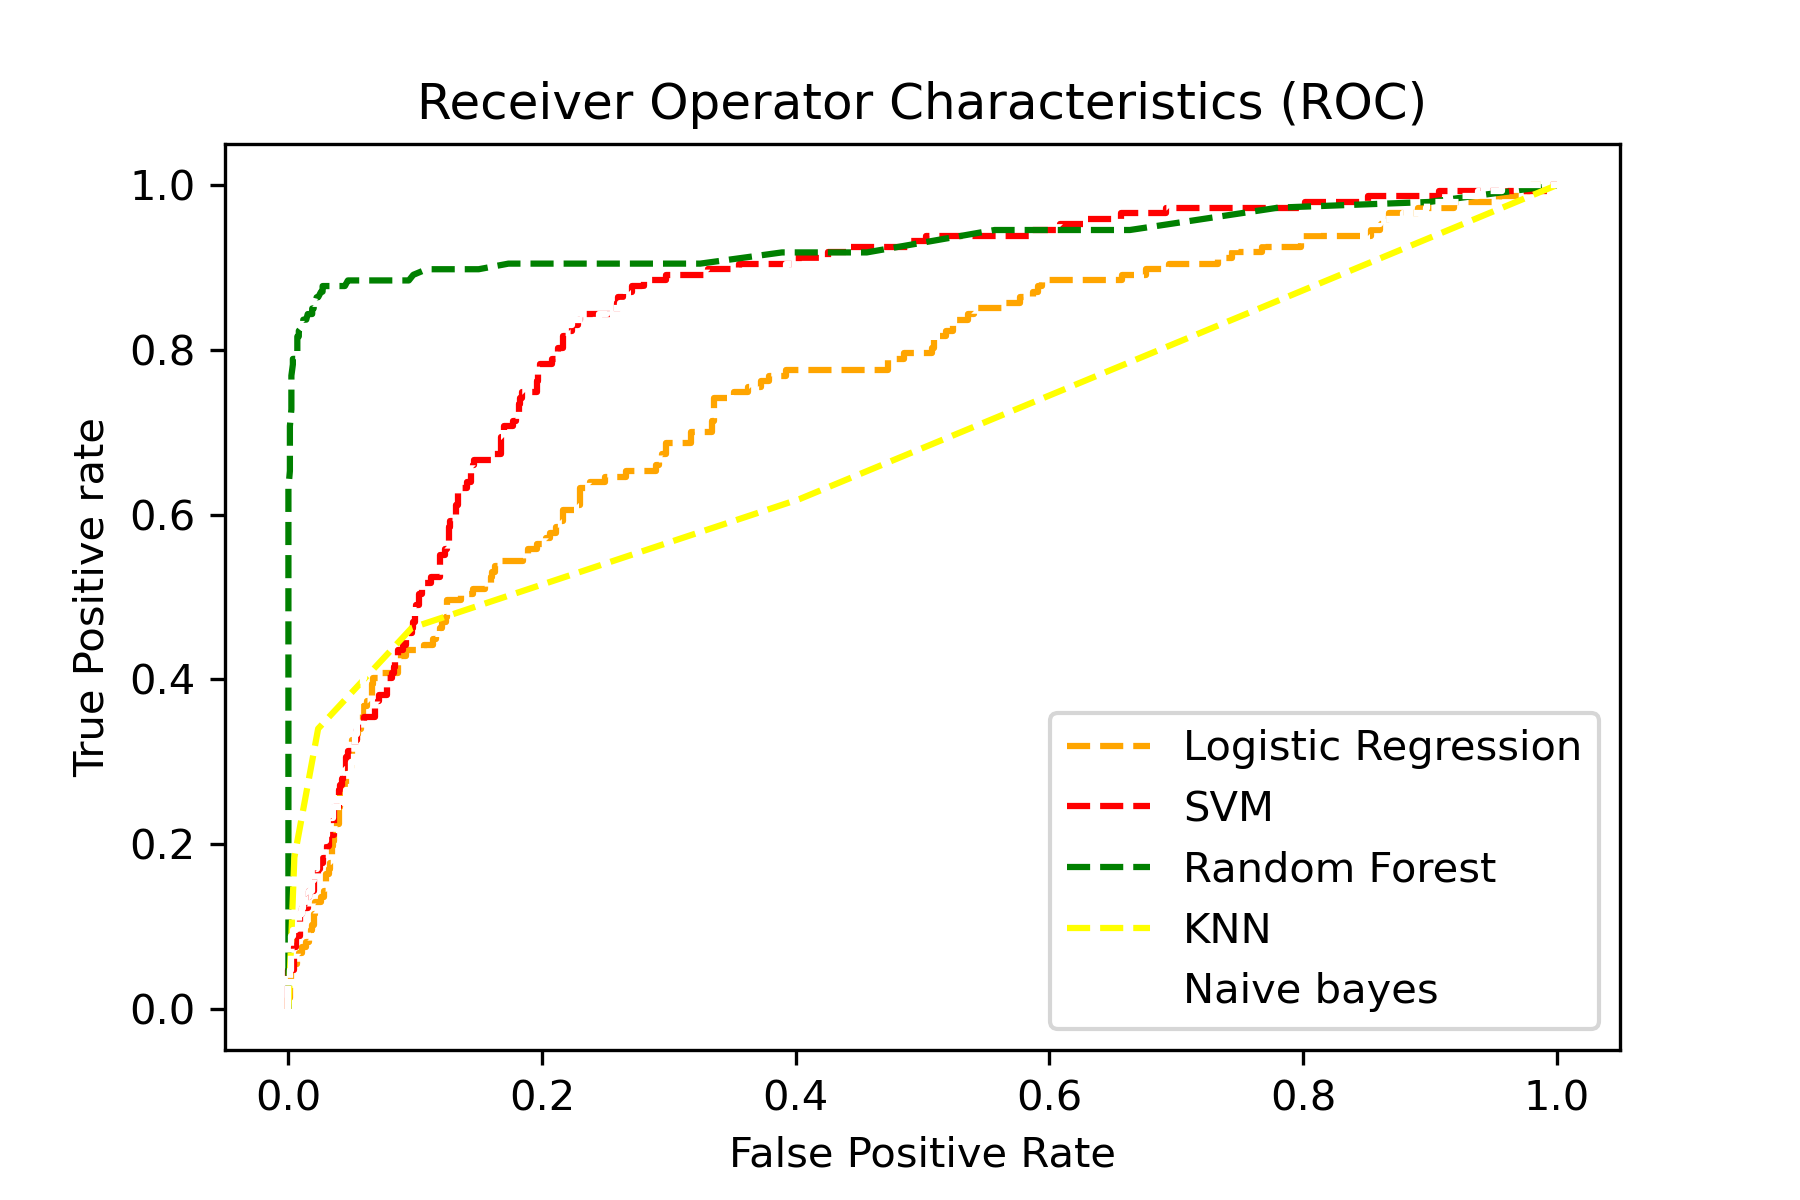 Receiver Operator Characteristics (ROC)
1.0
0.8
0.6
0.4
0.2
0.0
True Positive rate
Logistic Regression
SVM
Random Forest
KNN
Naive bayes
0.0 0.2 0.4 0.6 0.8 1.0
False Positive Rate